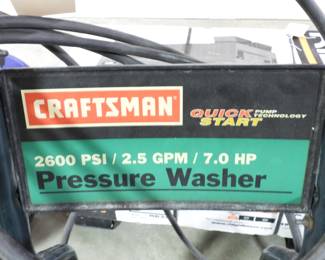 CRAFTSMAN
QUICK START PUMP TECHNOLOGY
2600 PSI / 2.5 GPM / 7.0 HP
Pressure Washer